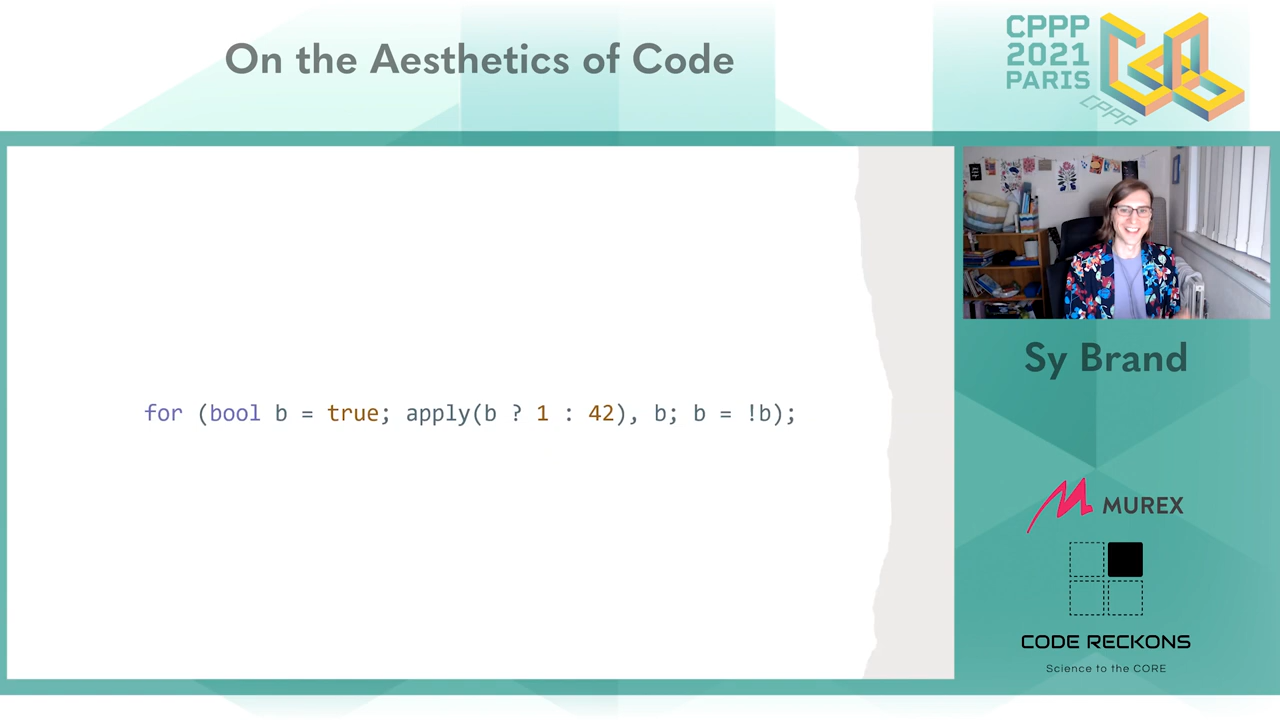 On the Aesthetics of Code
CPPP
2021
PARIS
CPPP
for (bool b = true; apply(b ? 1 : 42), b; b = !b);
Sy Brand
MUREX
CODE RECKONS
Science to the CORE